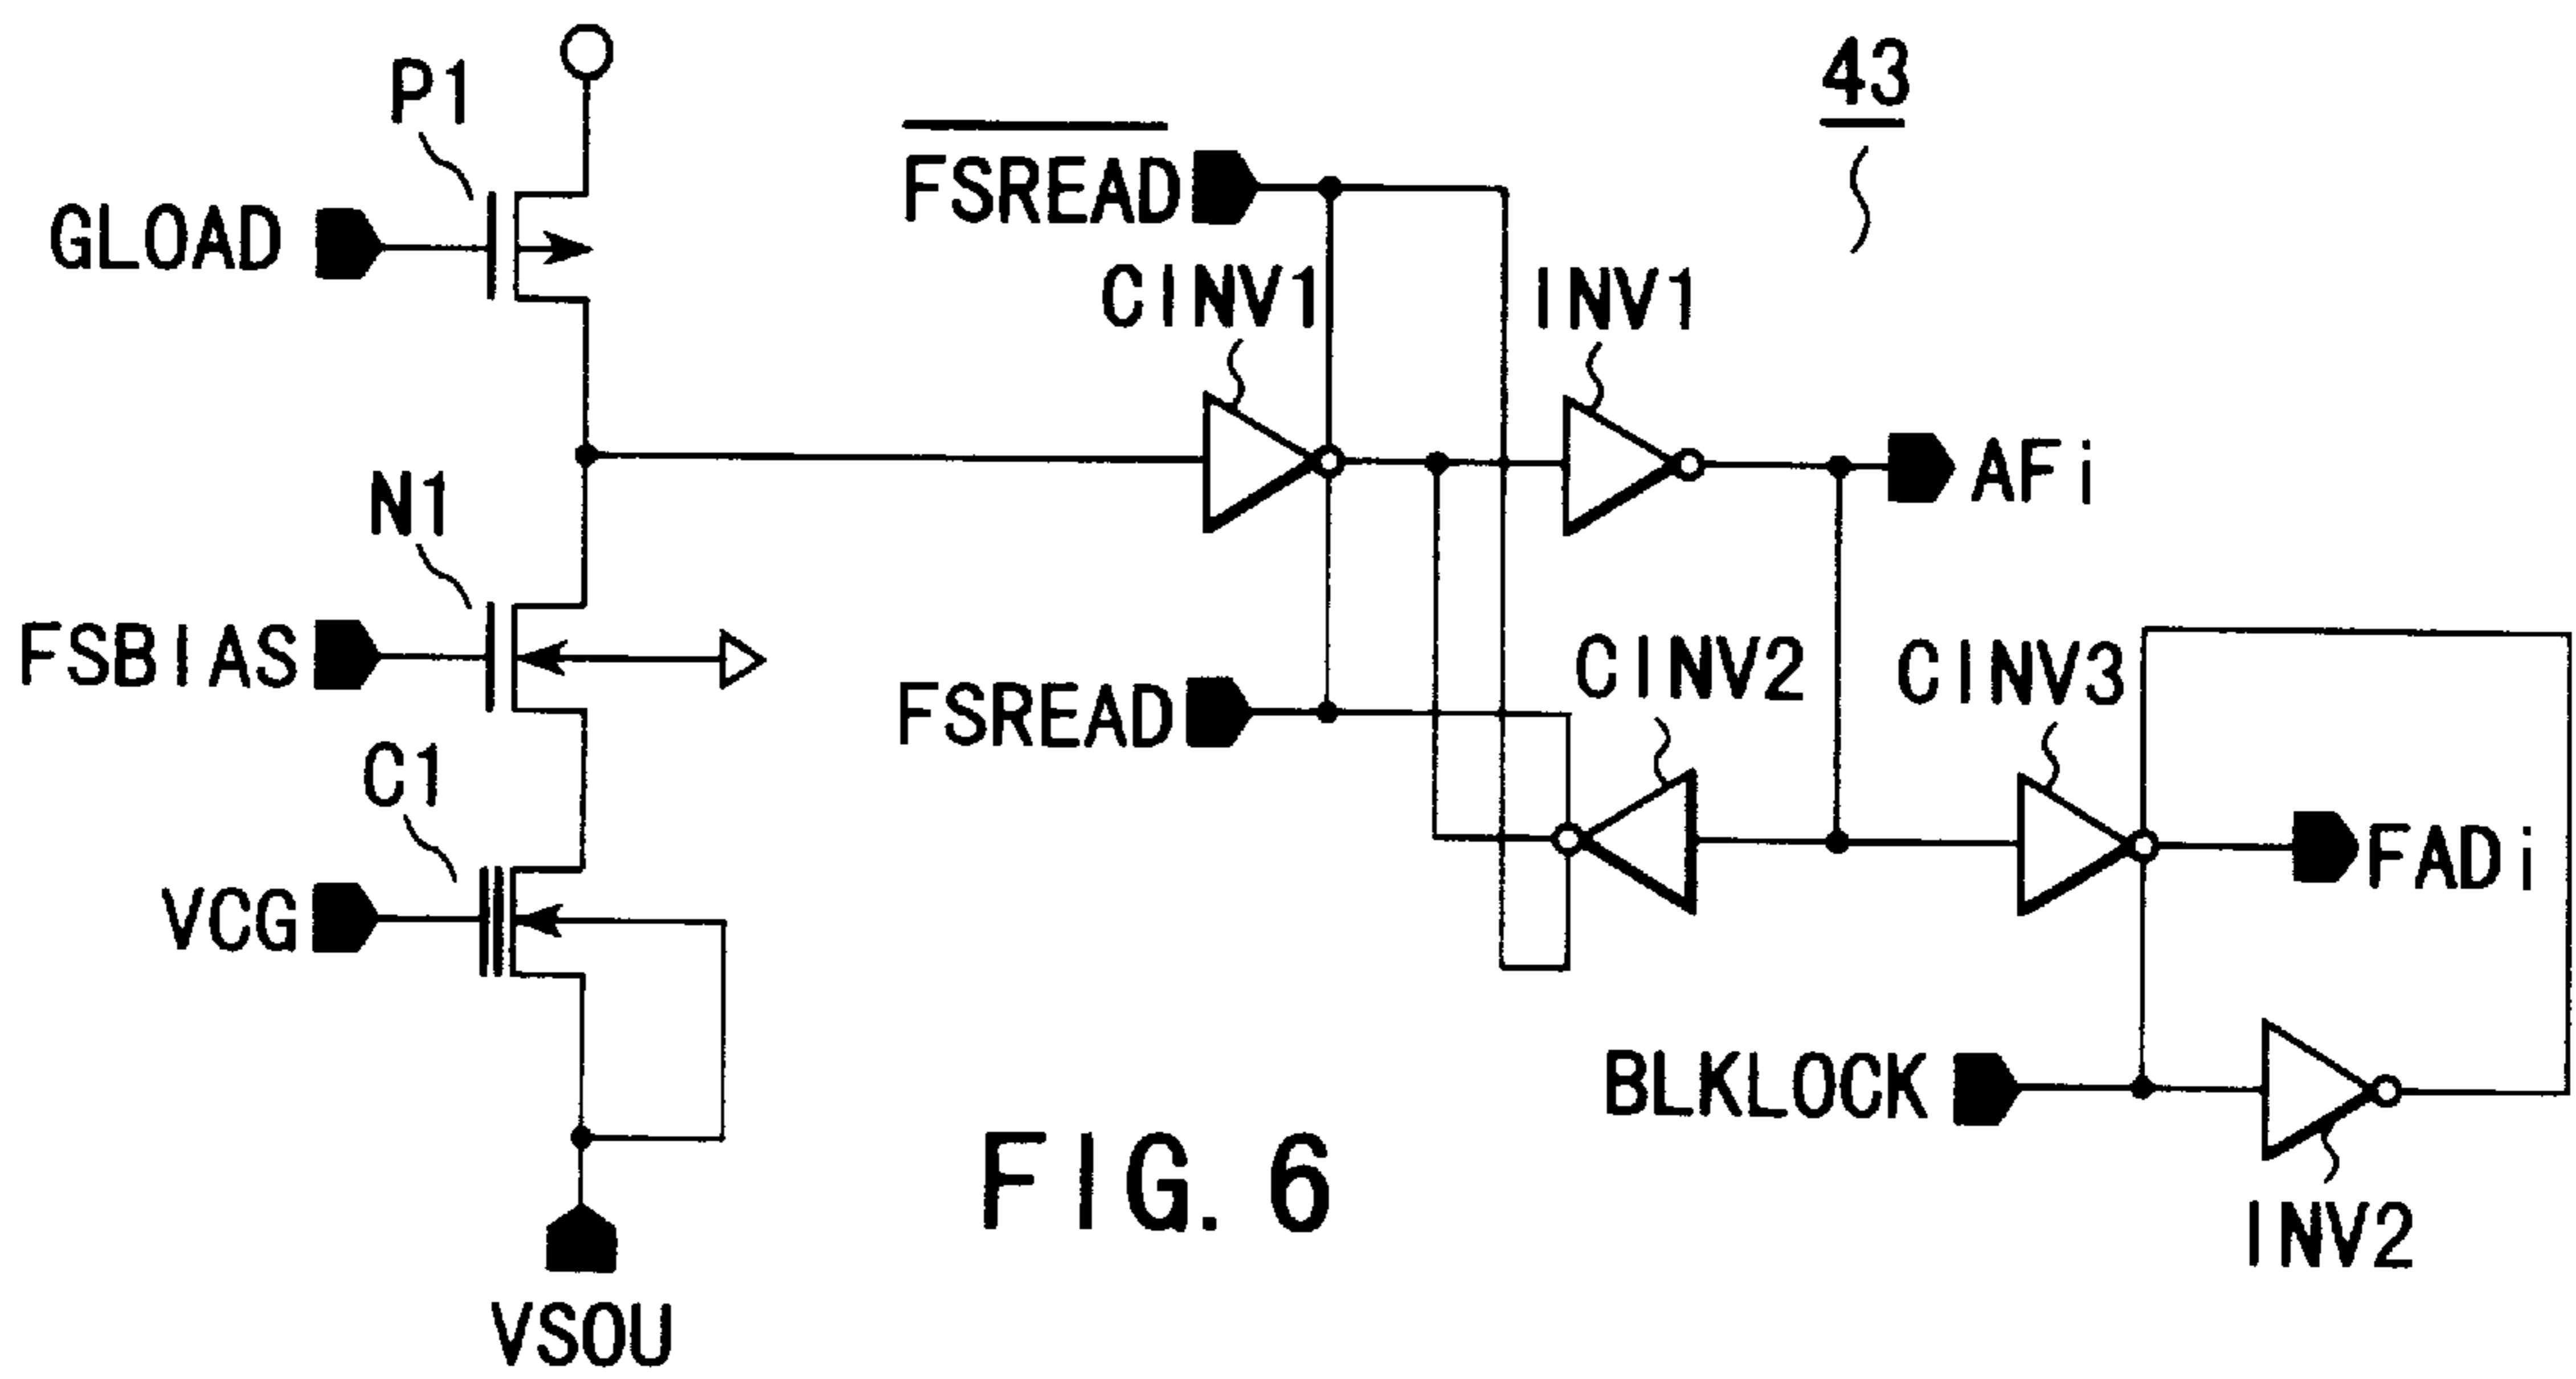 43
P1
GLOAD
F̅S̅R̅E̅A̅D̅
CINV1
INV1
AFi
N1
FSBIAS
FSREAD
CINV2
CINV3
C1
VCG
FADi
BLKLOCK
INV2
VSOU
FIG. 6